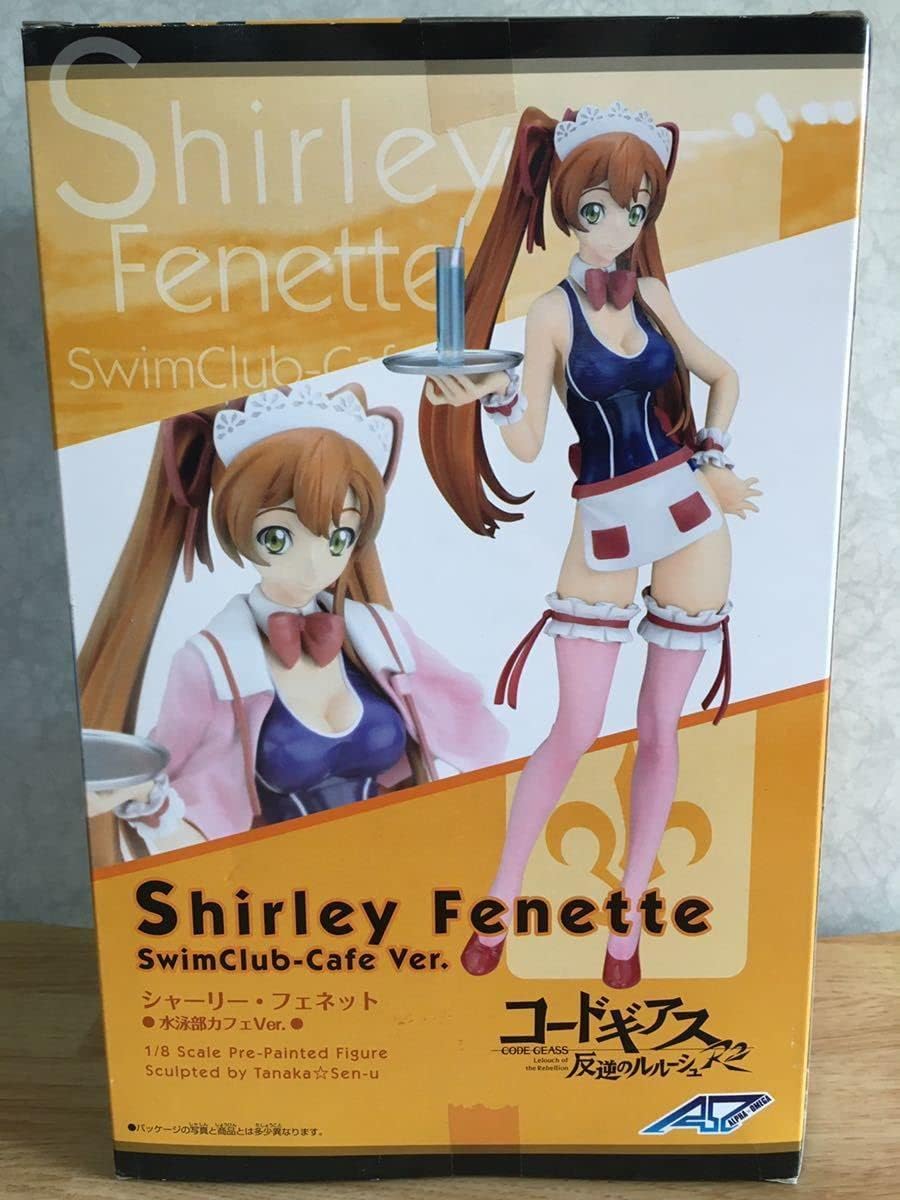 Shirley
Fenette
SwimClub-Cafe
Shirley Fenette
SwimClub-Cafe Ver.
シャーリー・フェネット
●水泳部カフェVer.●
1/8 Scale Pre-Painted Figure
Sculpted by Tanaka☆Sen-u
コードギアス
CODE GEASS
Lelouch of
the Rebellion
反逆のルルーシュ R2
ALPHA×OMEGA
●パッケージの写真と商品とは多少異なります。